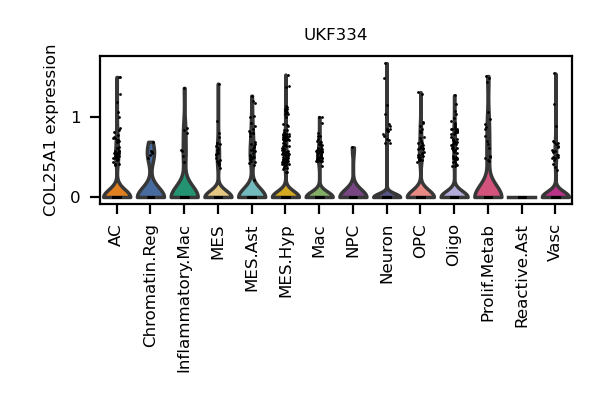 UKF334
COL25A1 expression
1
0
AC
Chromatin.Reg
Inflammatory.Mac
MES
MES.Ast
MES.Hyp
Mac
NPC
Neuron
OPC
Oligo
Prolif.Metab
Reactive.Ast
Vasc